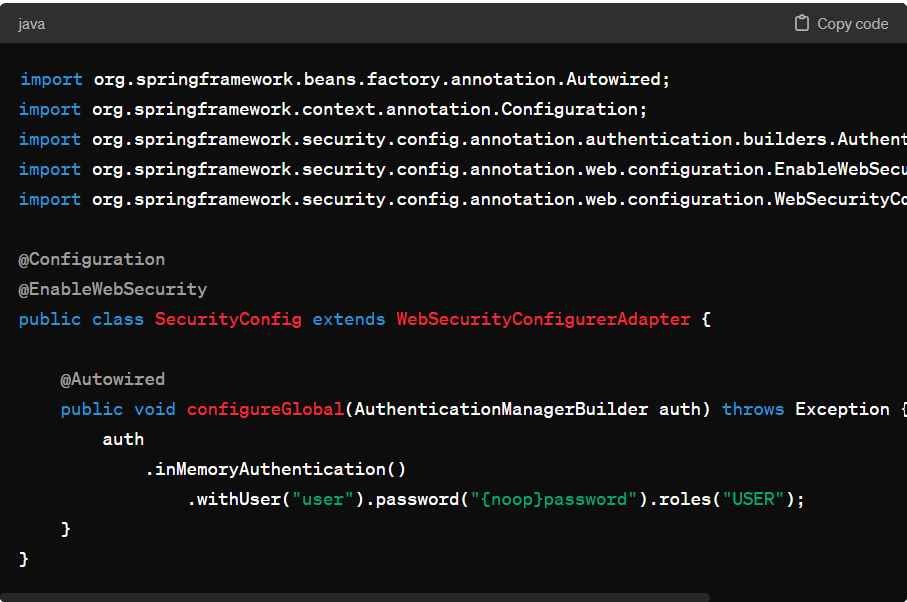 java
Copy code
import org.springframework.beans.factory.annotation.Autowired;
import org.springframework.context.annotation.Configuration;
import org.springframework.security.config.annotation.authentication.builders.Authent
import org.springframework.security.config.annotation.web.configuration.EnableWebSecu
import org.springframework.security.config.annotation.web.configuration.WebSecurityCo
@Configuration
@EnableWebSecurity
public class SecurityConfig extends WebSecurityConfigurerAdapter {
@Autowired
public void configureGlobal(AuthenticationManagerBuilder auth) throws Exception {
auth
.inMemoryAuthentication()
.withUser("user").password("{noop}password").roles("USER");
}
}